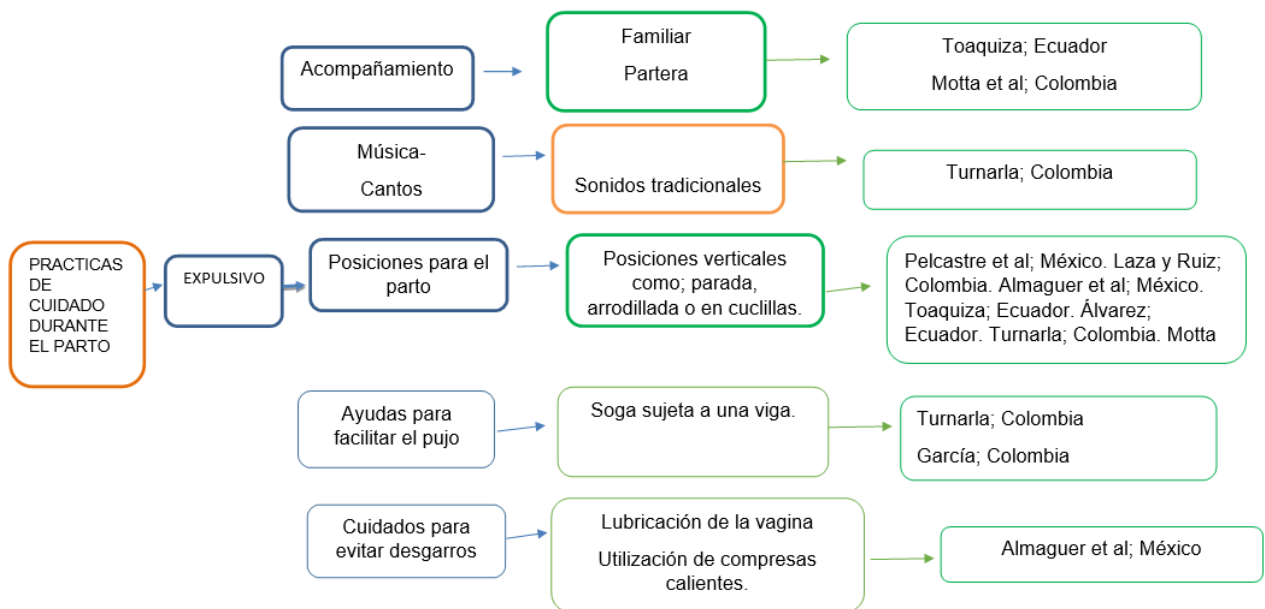 PRACTICAS
DE
CUIDADO
DURANTE
EL PARTO
EXPULSIVO
Acompañamiento
Familiar
Partera
Toaquiza; Ecuador
Motta et al; Colombia
Música-
Cantos
Sonidos tradicionales
Turnarla; Colombia
Posiciones para el
parto
Posiciones verticales
como; parada,
arrodillada o en cuclillas.
Pelcastre et al; México. Laza y Ruiz;
Colombia. Almaguer et al; México.
Toaquiza; Ecuador. Álvarez;
Ecuador. Turnarla; Colombia. Motta
Ayudas para
facilitar el pujo
Soga sujeta a una viga.
Turnarla; Colombia
García; Colombia
Cuidados para
evitar desgarros
Lubricación de la vagina
Utilización de compresas
calientes.
Almaguer et al; México